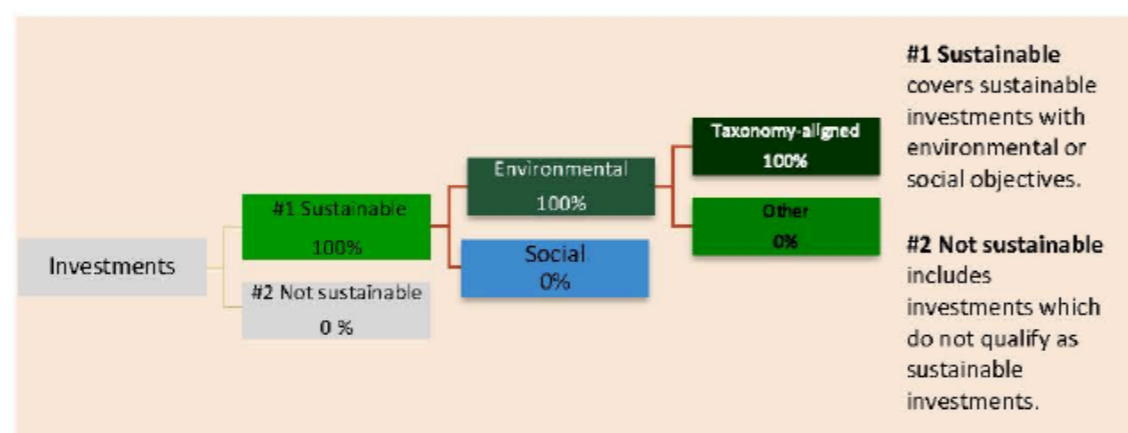 Investments
#1 Sustainable
100%
#2 Not sustainable
0 %
Environmental
100%
Social
0%
Taxonomy-aligned
100%
Other
0%
#1 Sustainable
covers sustainable
investments with
environmental or
social objectives.
#2 Not sustainable
includes
investments which
do not qualify as
sustainable
investments.